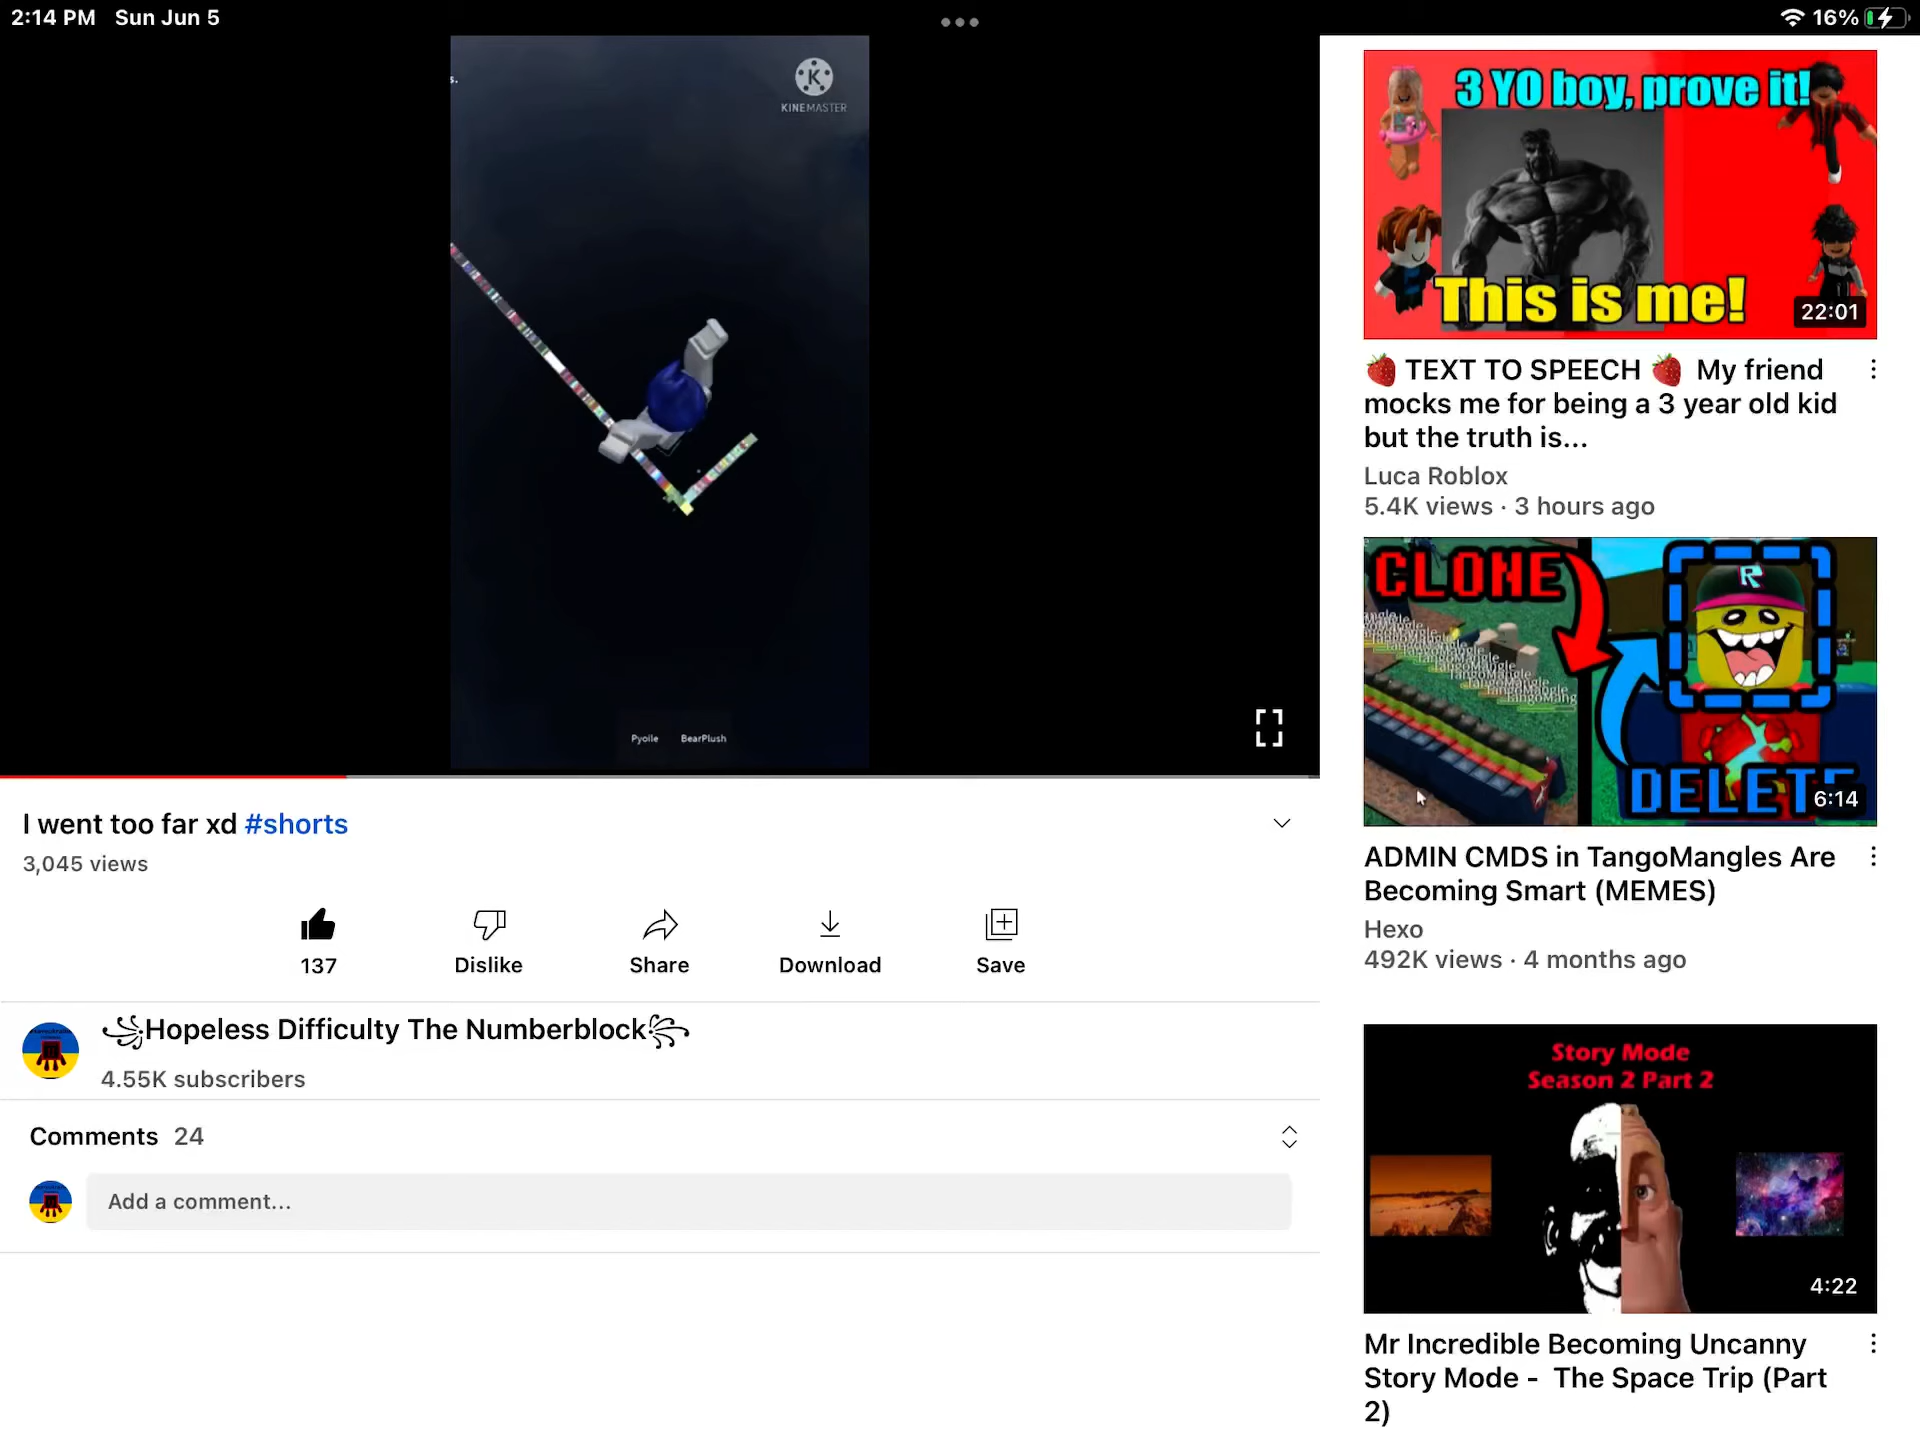 2:14 PM Sun Jun 5
16%
s.
K
KINEMASTER
Pyoile BearPlush
I went too far xd #shorts
3,045 views
137
Dislike
Share
Download
Save
꧁Hopeless Difficulty The Numberblock꧂
4.55K subscribers
Comments 24
Add a comment...
3 YO boy, prove it!
This is me!
22:01
🍓 TEXT TO SPEECH 🍓 My friend
mocks me for being a 3 year old kid
but the truth is...
Luca Roblox
5.4K views · 3 hours ago
CLONE
TangoMangle
R
DELETE
6:14
ADMIN CMDS in TangoMangles Are
Becoming Smart (MEMES)
Hexo
492K views · 4 months ago
Story Mode
Season 2 Part 2
4:22
Mr Incredible Becoming Uncanny
Story Mode - The Space Trip (Part
2)